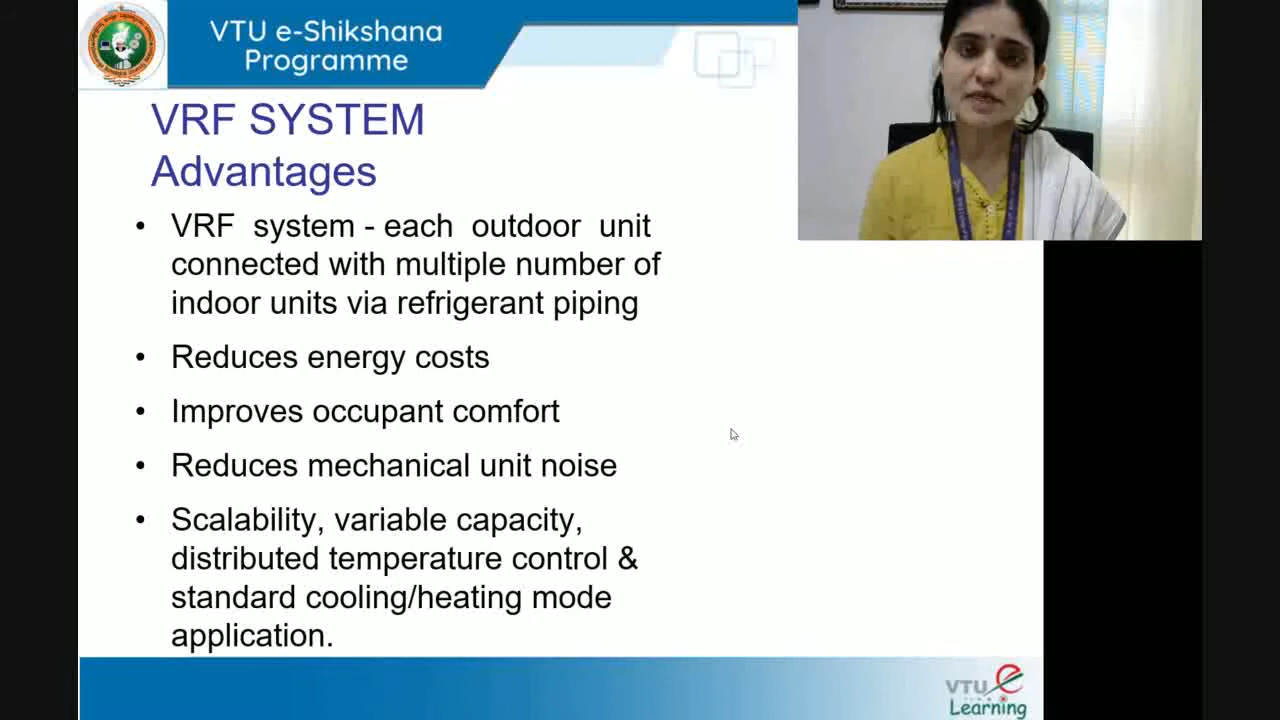 VTU e-Shikshana
Programme
VRF SYSTEM
Advantages
• VRF system - each outdoor unit
connected with multiple number of
indoor units via refrigerant piping
• Reduces energy costs
• Improves occupant comfort
• Reduces mechanical unit noise
• Scalability, variable capacity,
distributed temperature control &
standard cooling/heating mode
application.
VTU e
Learning